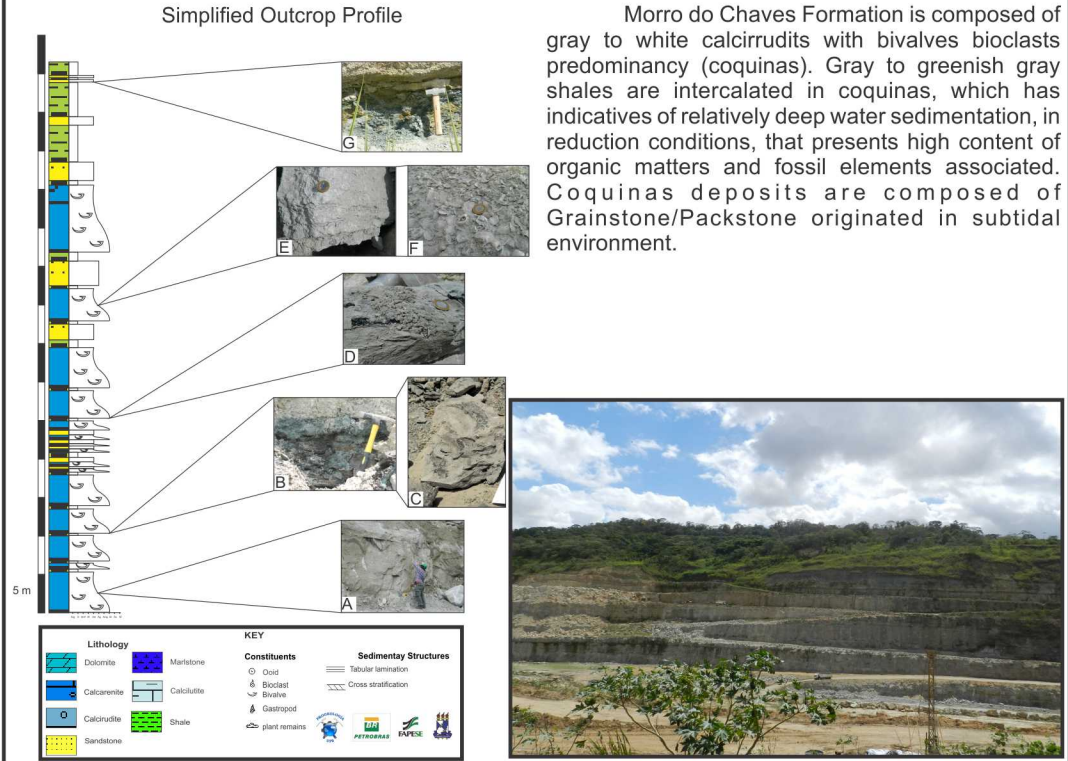 Simplified Outcrop Profile
Morro do Chaves Formation is composed of
gray to white calcirrudits with bivalves bioclasts
predominancy (coquinas). Gray to greenish gray
shales are intercalated in coquinas, which has
indicatives of relatively deep water sedimentation, in
reduction conditions, that presents high content of
organic matters and fossil elements associated.
Coquinas deposits are composed of
Grainstone/Packstone originated in subtidal
environment.
G
E
F
D
B
C
A
5 m
KEY
Lithology
Dolomite
Marlstone
Calcarenite
Calcilutite
Calcirudite
Shale
Sandstone
Constituents
Ooid
Bioclast
Bivalve
Gastropod
plant remains
Sedimentay Structures
Tabular lamination
Cross stratification
BR
PETROBRAS
FAPESE